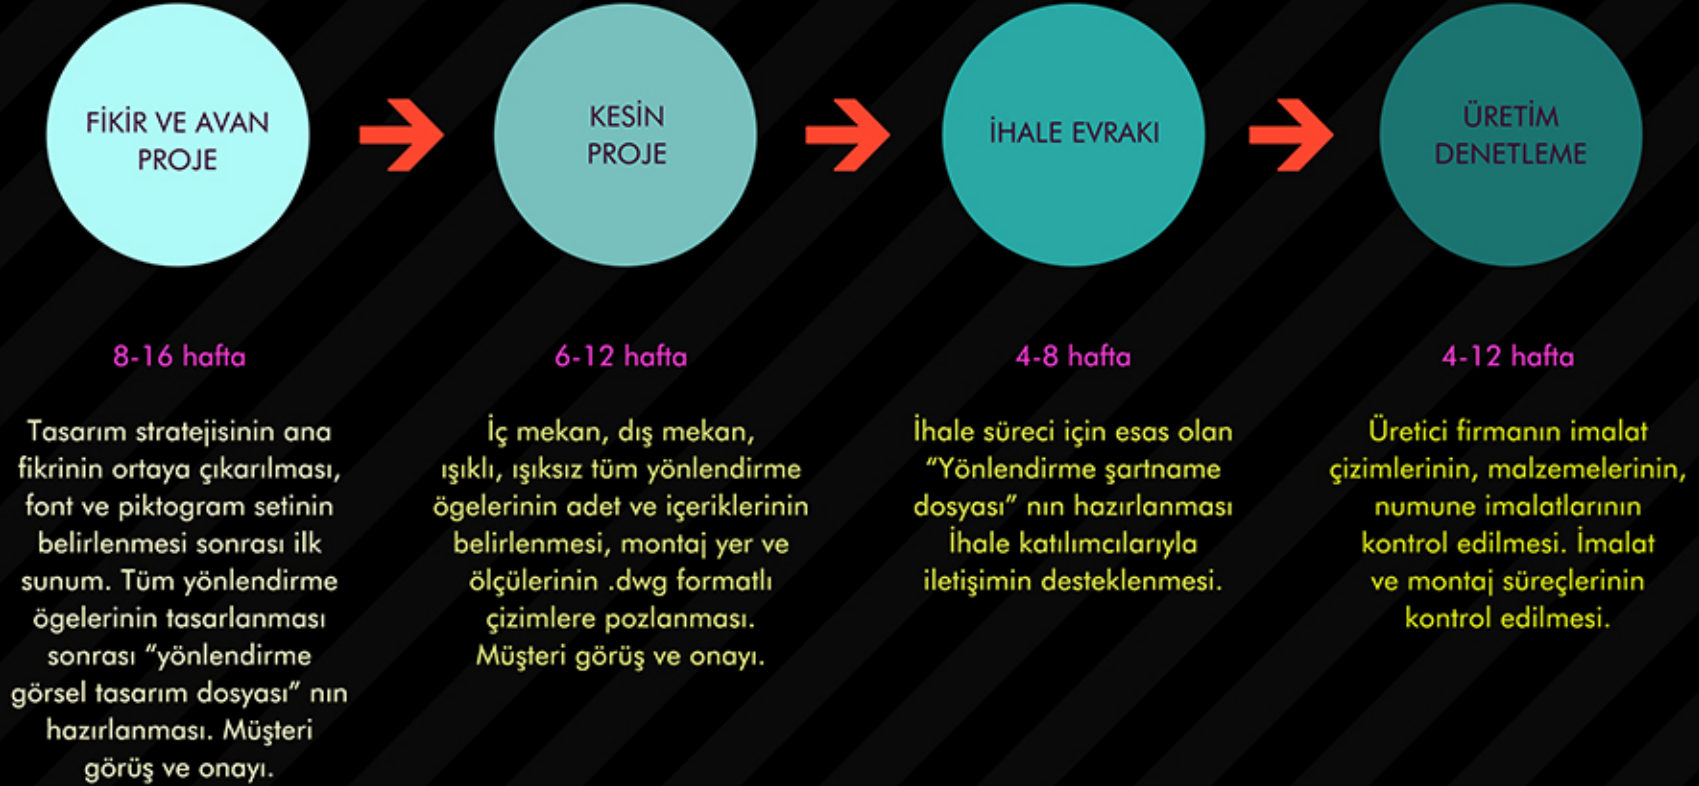 FİKİR VE AVAN
PROJE
KESİN
PROJE
İHALE EVRAKI
ÜRETİM
DENETLEME
8-16 hafta
Tasarım stratejisinin ana
fikrinin ortaya çıkarılması,
font ve piktogram setinin
belirlenmesi sonrası ilk
sunum. Tüm yönlendirme
ögelerinin tasarlanması
sonrası “yönlendirme
görsel tasarım dosyası” nın
hazırlanması. Müşteri
görüş ve onayı.
6-12 hafta
İç mekan, dış mekan,
ışıklı, ışıksız tüm yönlendirme
ögelerinin adet ve içeriklerinin
belirlenmesi, montaj yer ve
ölçülerinin .dwg formatlı
çizimlere pozlanması.
Müşteri görüş ve onayı.
4-8 hafta
İhale süreci için esas olan
“Yönlendirme şartname
dosyası” nın hazırlanması
İhale katılımcılarıyla
iletişimin desteklenmesi.
4-12 hafta
Üretici firmanın imalat
çizimlerinin, malzemelerinin,
numune imalatlarının
kontrol edilmesi. İmalat
ve montaj süreçlerinin
kontrol edilmesi.